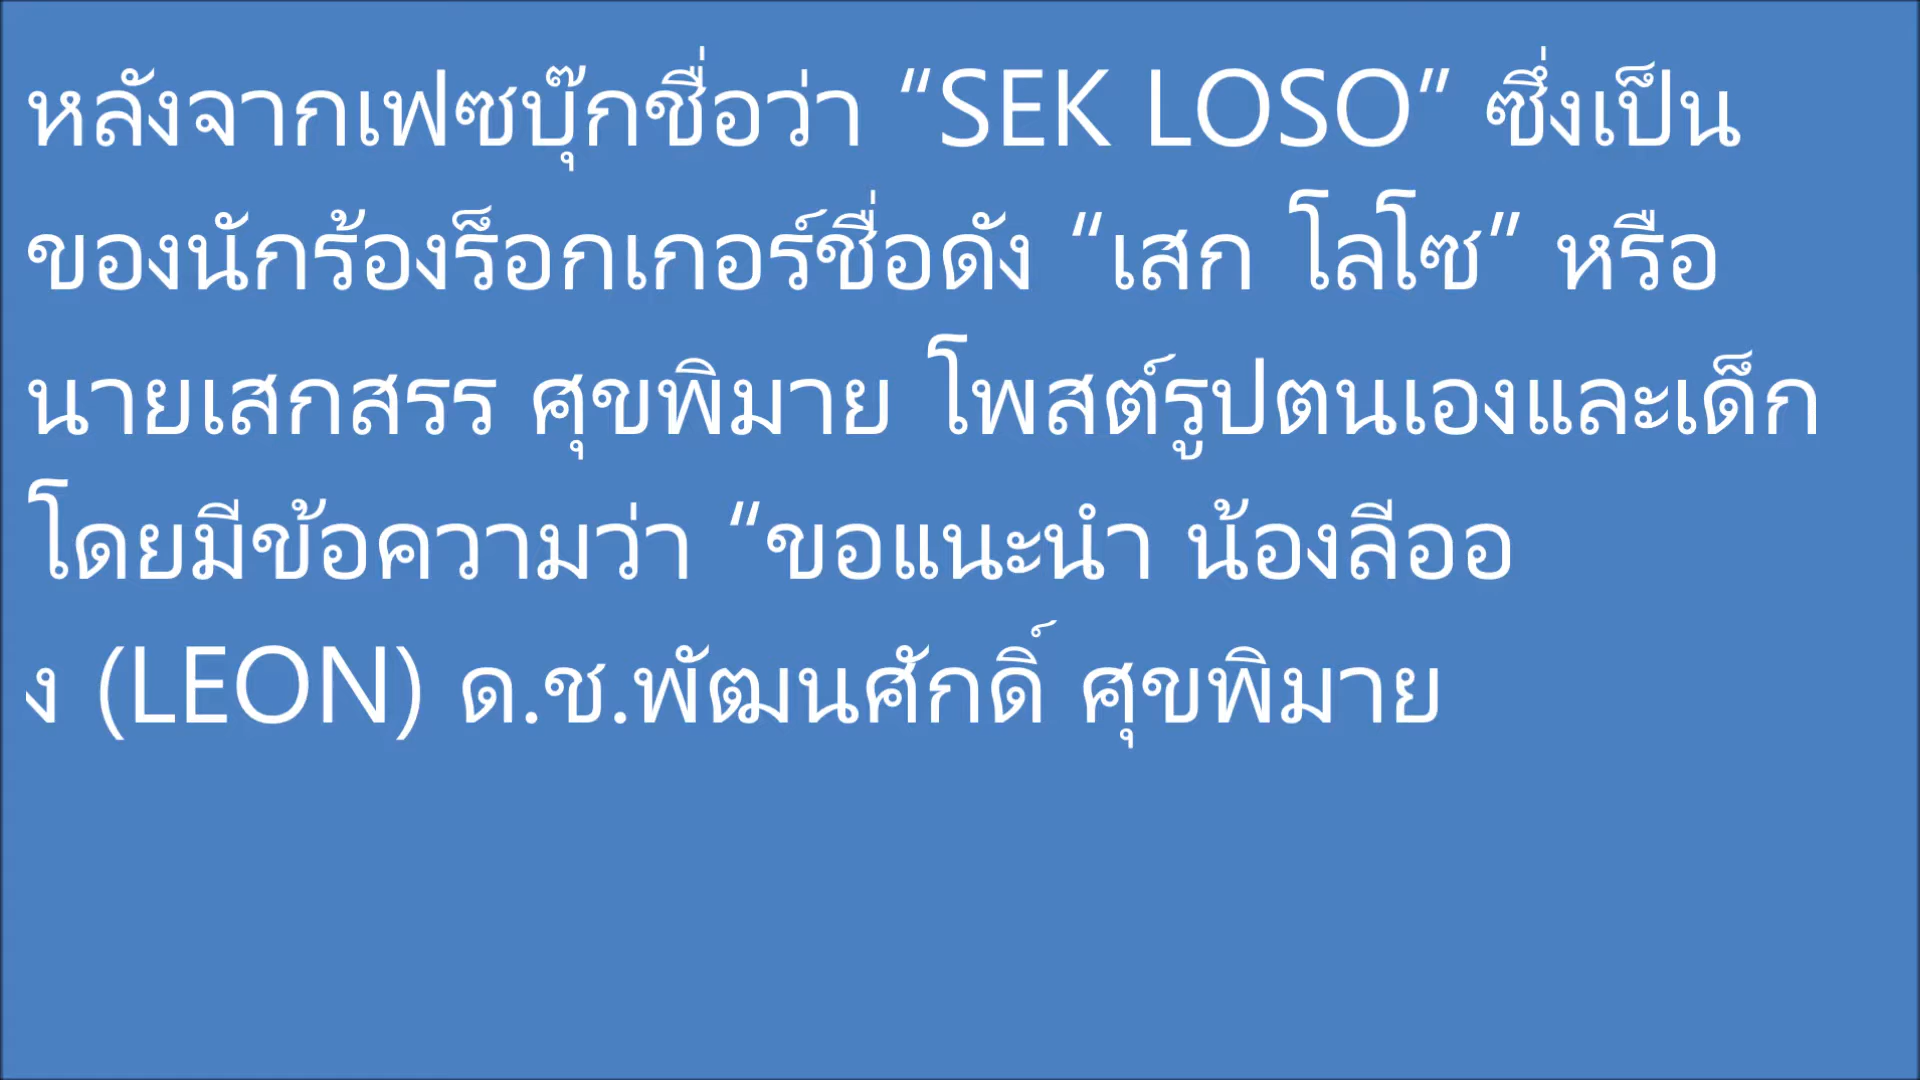 หลังจากเฟซบุ๊กชื่อว่า “SEK LOSO” ซึ่งเป็น
ของนักร้องร็อกเกอร์ชื่อดัง “เสก โลโซ” หรือ
นายเสกสรร ศุขพิมาย โพสต์รูปตนเองและเด็ก
โดยมีข้อความว่า “ขอแนะนำ น้องลีออ
ง (LEON) ด.ช.พัฒนศักดิ์ ศุขพิมาย